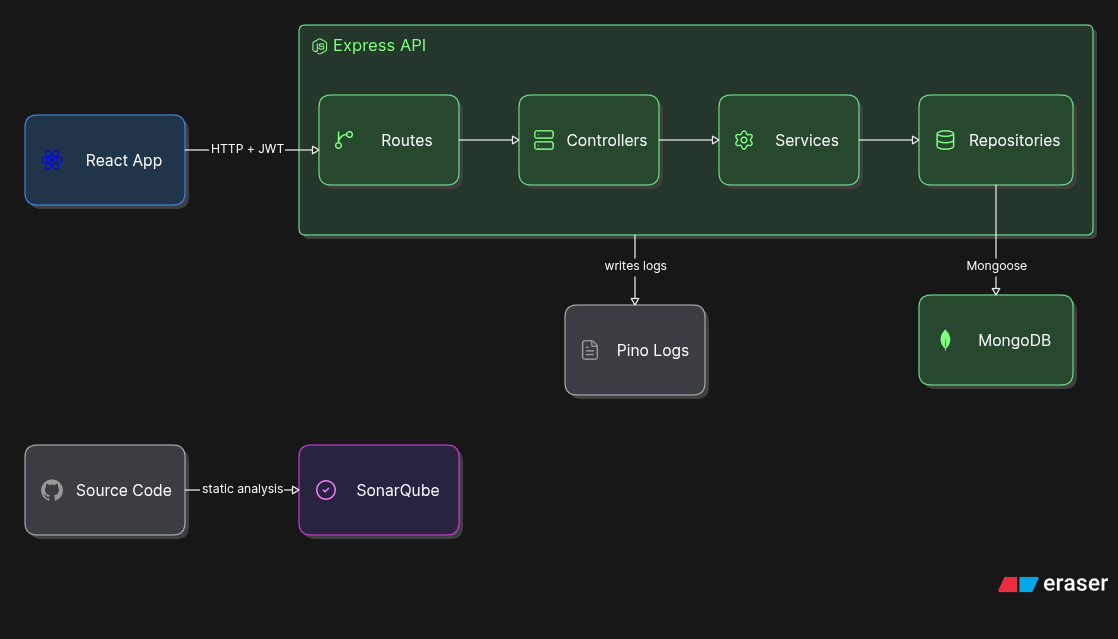 Express API
React App
HTTP + JWT
Routes
Controllers
Services
Repositories
writes logs
Mongoose
Pino Logs
MongoDB
Source Code
static analysis
SonarQube
eraser